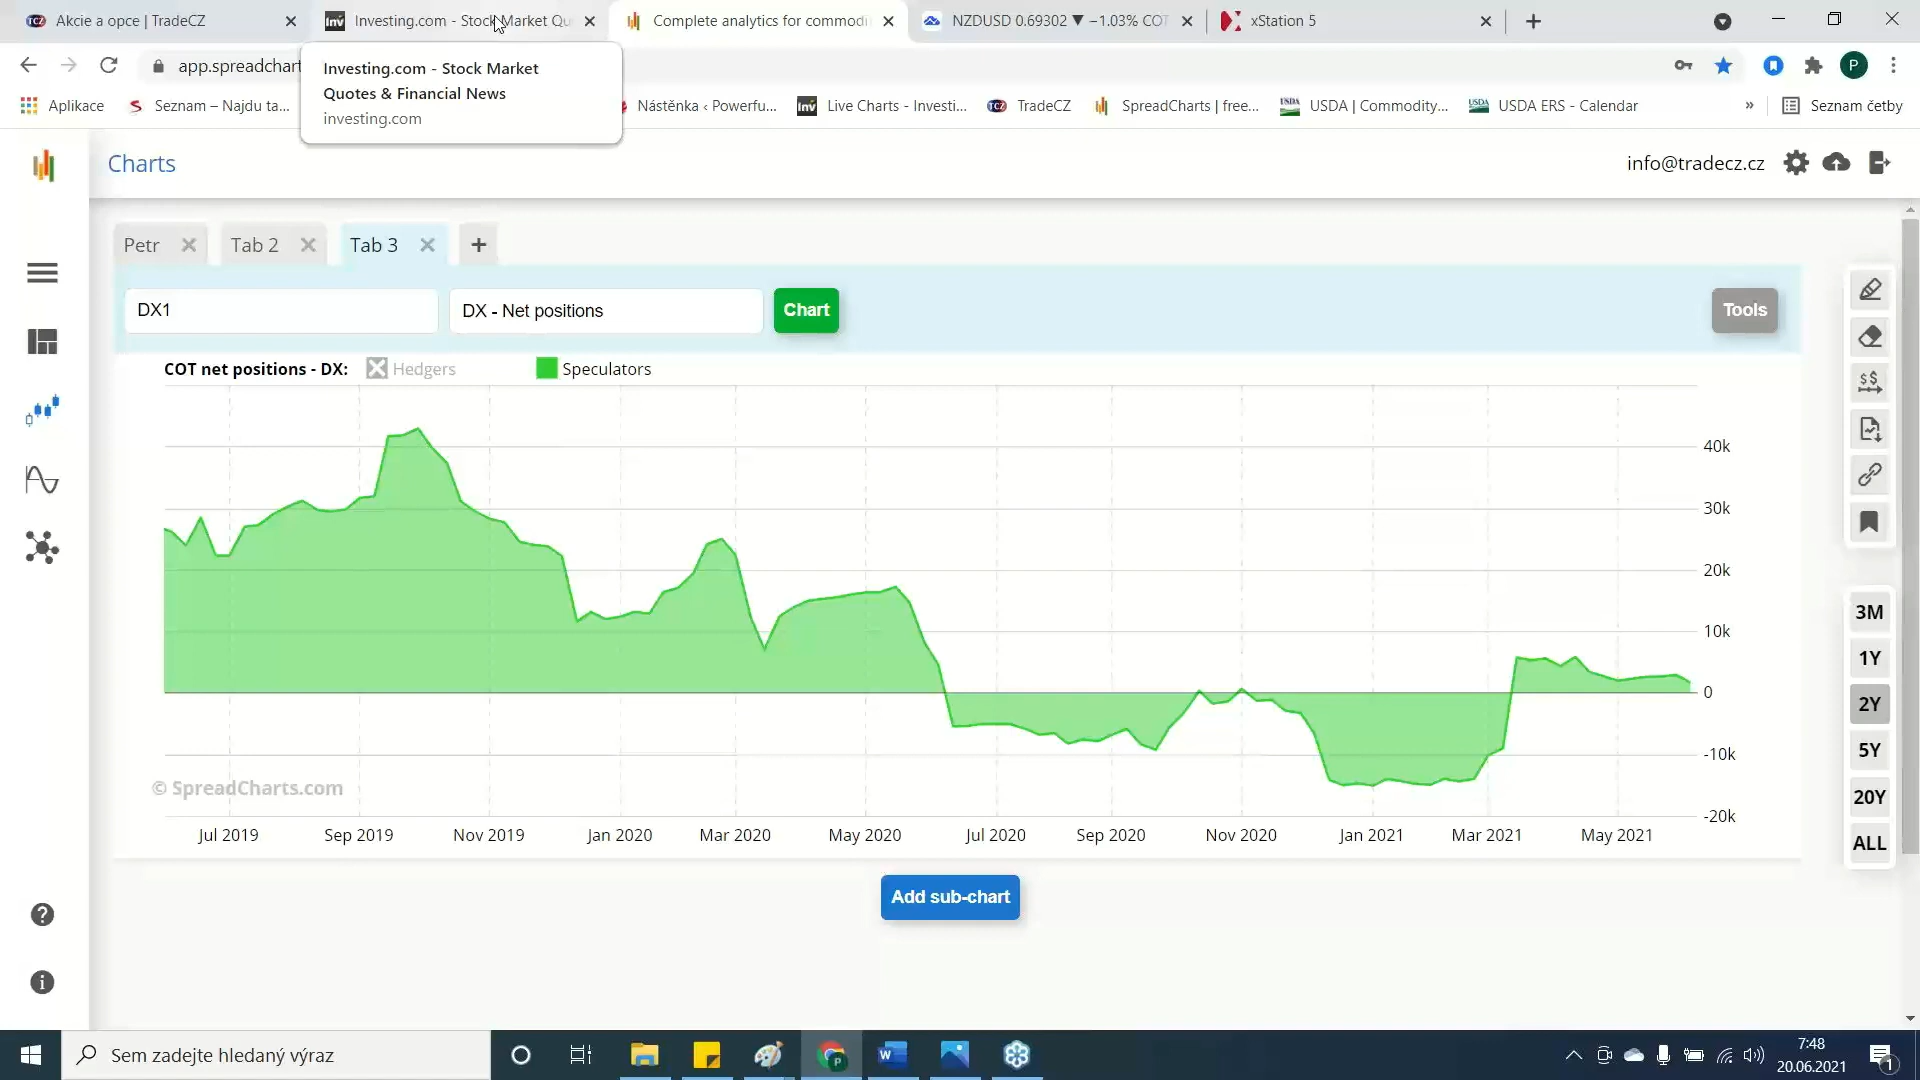 Akcie a opce | TradeCZ
Investing.com - Stock Market Qu
Complete analytics for commodi
NZDUSD 0.69302 ▼ −1.03% COT
xStation 5
app.spreadchart
P
Investing.com - Stock Market
Quotes & Financial News
investing.com
Aplikace
Seznam – Najdu ta...
Nástěnka ‹ Powerfu...
Live Charts - Investi...
TradeCZ
SpreadCharts | free...
USDA | Commodity...
USDA ERS - Calendar
»
Seznam četby
Charts
info@tradecz.cz
Petr
Tab 2
Tab 3
DX1
DX - Net positions
Chart
Tools
COT net positions - DX:
Hedgers
Speculators
40k
30k
20k
10k
0
-10k
-20k
© SpreadCharts.com
Jul 2019
Sep 2019
Nov 2019
Jan 2020
Mar 2020
May 2020
Jul 2020
Sep 2020
Nov 2020
Jan 2021
Mar 2021
May 2021
3M
1Y
2Y
5Y
20Y
ALL
Add sub-chart
Sem zadejte hledaný výraz
7:48
20.06.2021
1